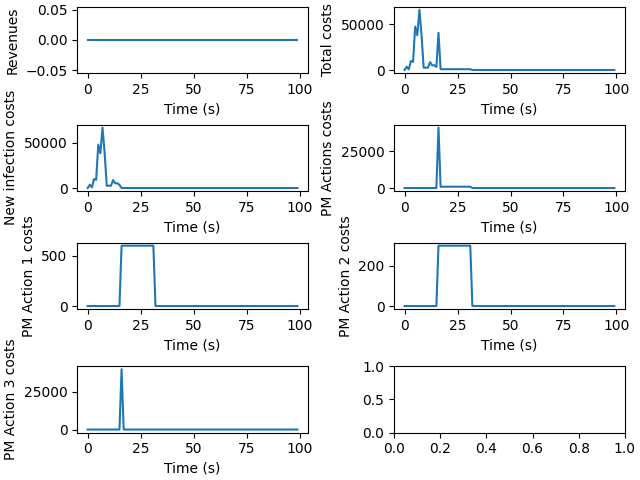 Revenues
0.05
0.00
−0.05
0 25 50 75 100
Time (s)
Total costs
50000
0
0 25 50 75 100
Time (s)
New infection costs
50000
0
0 25 50 75 100
Time (s)
PM Actions costs
25000
0
0 25 50 75 100
Time (s)
PM Action 1 costs
500
0
0 25 50 75 100
Time (s)
PM Action 2 costs
200
0
0 25 50 75 100
Time (s)
PM Action 3 costs
25000
0
0 25 50 75 100
Time (s)
1.0
0.5
0.0
0.0 0.2 0.4 0.6 0.8 1.0